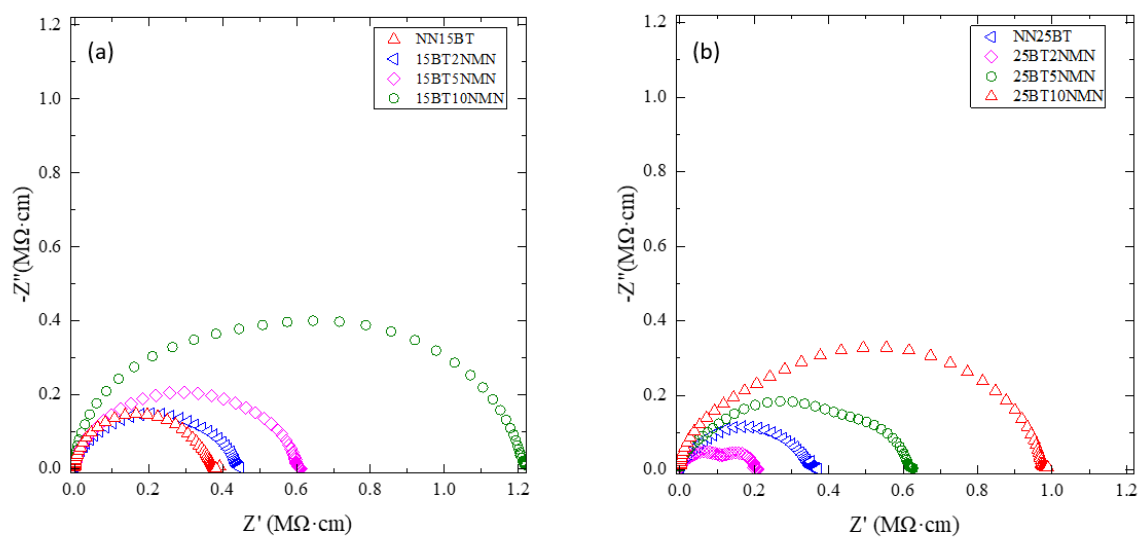 (a)
NN15BT
15BT2NMN
15BT5NMN
15BT10NMN
1.2
1.0
0.8
0.6
0.4
0.2
0.0
-Z"(MΩ·cm)
0.0 0.2 0.4 0.6 0.8 1.0 1.2
Z' (MΩ·cm)
(b)
NN25BT
25BT2NMN
25BT5NMN
25BT10NMN
1.2
1.0
0.8
0.6
0.4
0.2
0.0
-Z"(MΩ·cm)
0.0 0.2 0.4 0.6 0.8 1.0 1.2
Z' (MΩ·cm)